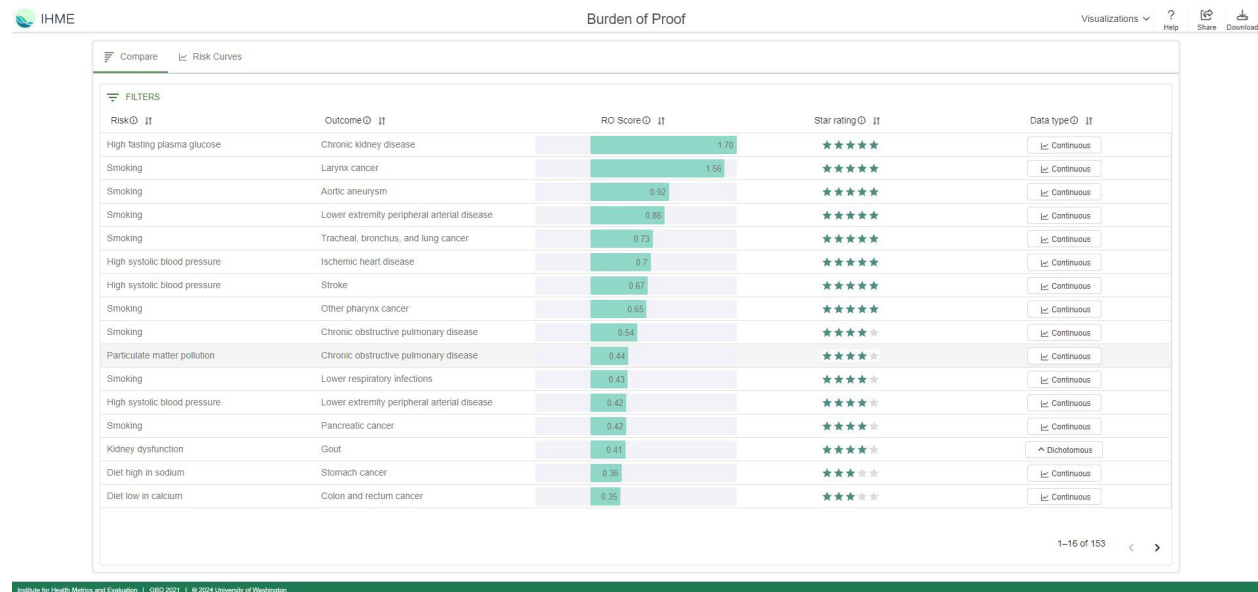 IHME
Burden of Proof
Visualizations
Help
Share
Download
Compare Risk Curves
FILTERS
Risk Outcome RO Score Star rating Data type
High fasting plasma glucose Chronic kidney disease 1.70 Continuous
Smoking Larynx cancer 1.56 Continuous
Smoking Aortic aneurysm 0.92 Continuous
Smoking Lower extremity peripheral arterial disease 0.86 Continuous
Smoking Tracheal, bronchus, and lung cancer 0.73 Continuous
High systolic blood pressure Ischemic heart disease 0.7 Continuous
High systolic blood pressure Stroke 0.67 Continuous
Smoking Other pharynx cancer 0.65 Continuous
Smoking Chronic obstructive pulmonary disease 0.54 Continuous
Particulate matter pollution Chronic obstructive pulmonary disease 0.44 Continuous
Smoking Lower respiratory infections 0.43 Continuous
High systolic blood pressure Lower extremity peripheral arterial disease 0.42 Continuous
Smoking Pancreatic cancer 0.42 Continuous
Kidney dysfunction Gout 0.41 Dichotomous
Diet high in sodium Stomach cancer 0.36 Continuous
Diet low in calcium Colon and rectum cancer 0.35 Continuous
1–16 of 153
Institute for Health Metrics and Evaluation | GBD 2021 | © 2024 University of Washington